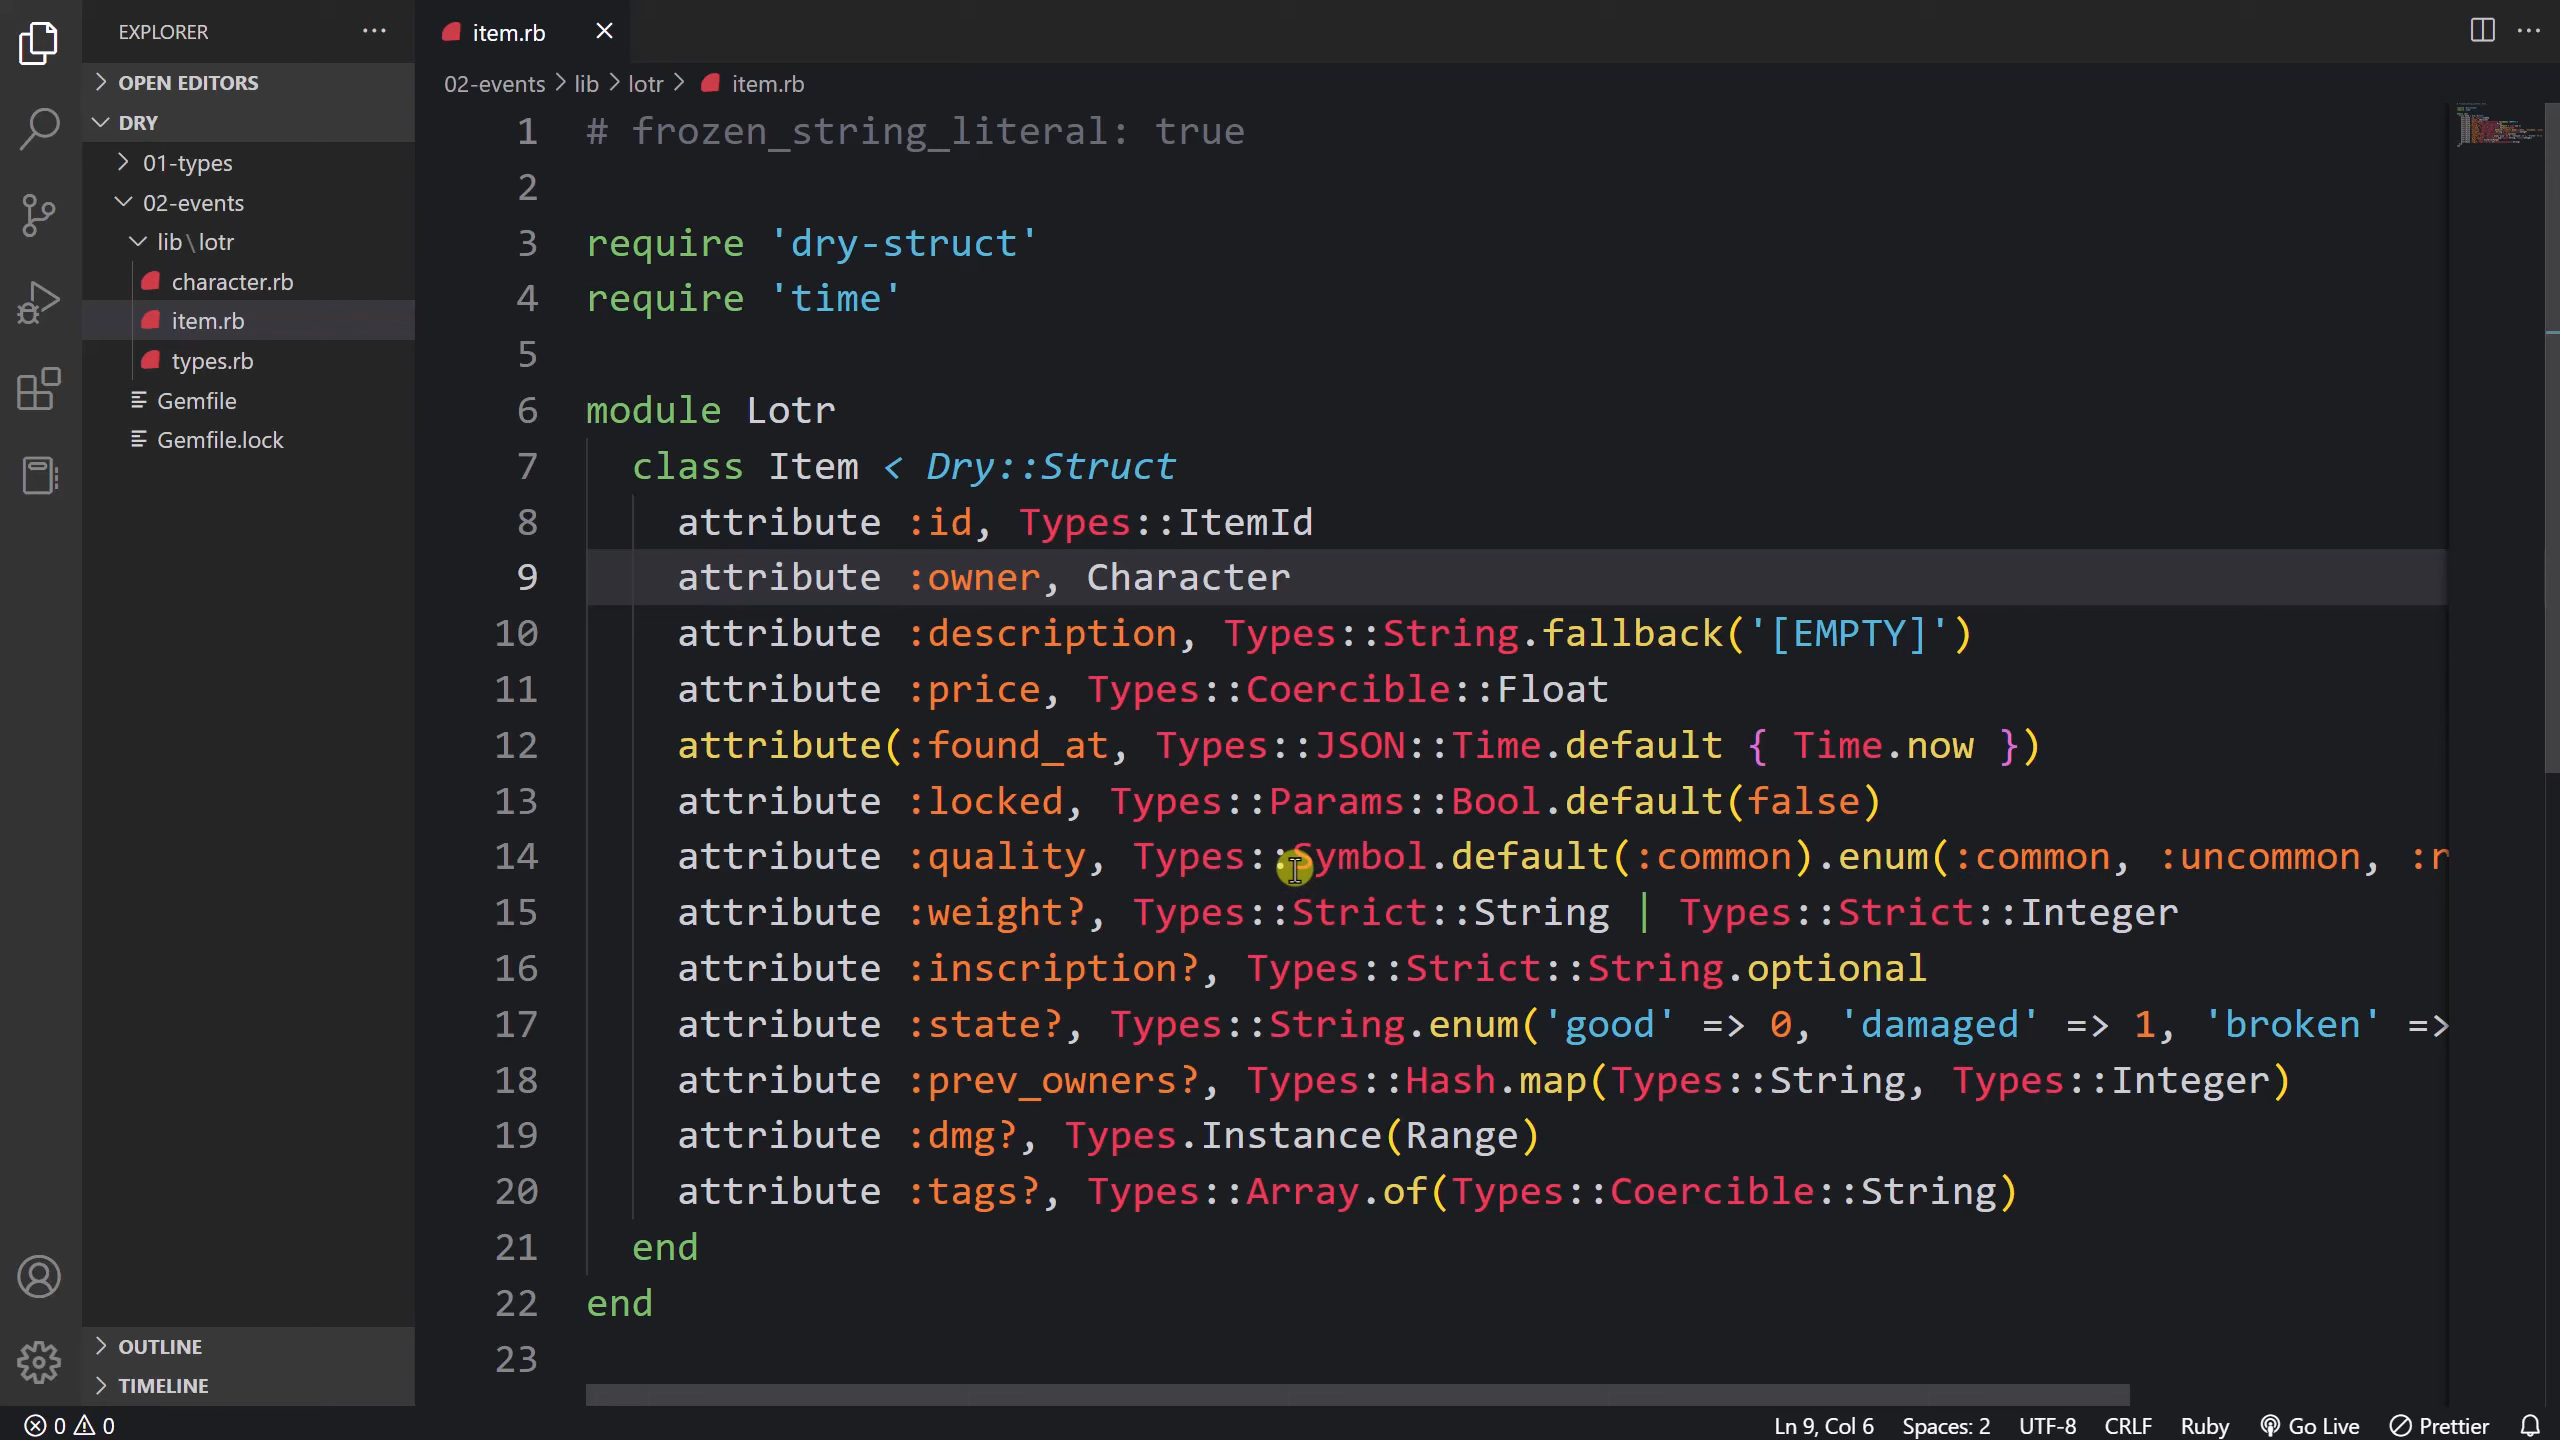 EXPLORER
OPEN EDITORS
DRY
01-types
02-events
lib\lotr
character.rb
item.rb
types.rb
Gemfile
Gemfile.lock
OUTLINE
TIMELINE
item.rb
02-events > lib > lotr > item.rb
1 # frozen_string_literal: true
2
3 require 'dry-struct'
4 require 'time'
5
6 module Lotr
7 class Item < Dry::Struct
8 attribute :id, Types::ItemId
9 attribute :owner, Character
10 attribute :description, Types::String.fallback('[EMPTY]')
11 attribute :price, Types::Coercible::Float
12 attribute(:found_at, Types::JSON::Time.default { Time.now })
13 attribute :locked, Types::Params::Bool.default(false)
14 attribute :quality, Types::Symbol.default(:common).enum(:common, :uncommon, :r
15 attribute :weight?, Types::Strict::String | Types::Strict::Integer
16 attribute :inscription?, Types::Strict::String.optional
17 attribute :state?, Types::String.enum('good' => 0, 'damaged' => 1, 'broken' =>
18 attribute :prev_owners?, Types::Hash.map(Types::String, Types::Integer)
19 attribute :dmg?, Types.Instance(Range)
20 attribute :tags?, Types::Array.of(Types::Coercible::String)
21 end
22 end
23
0 0
Ln 9, Col 6 Spaces: 2 UTF-8 CRLF Ruby Go Live Prettier